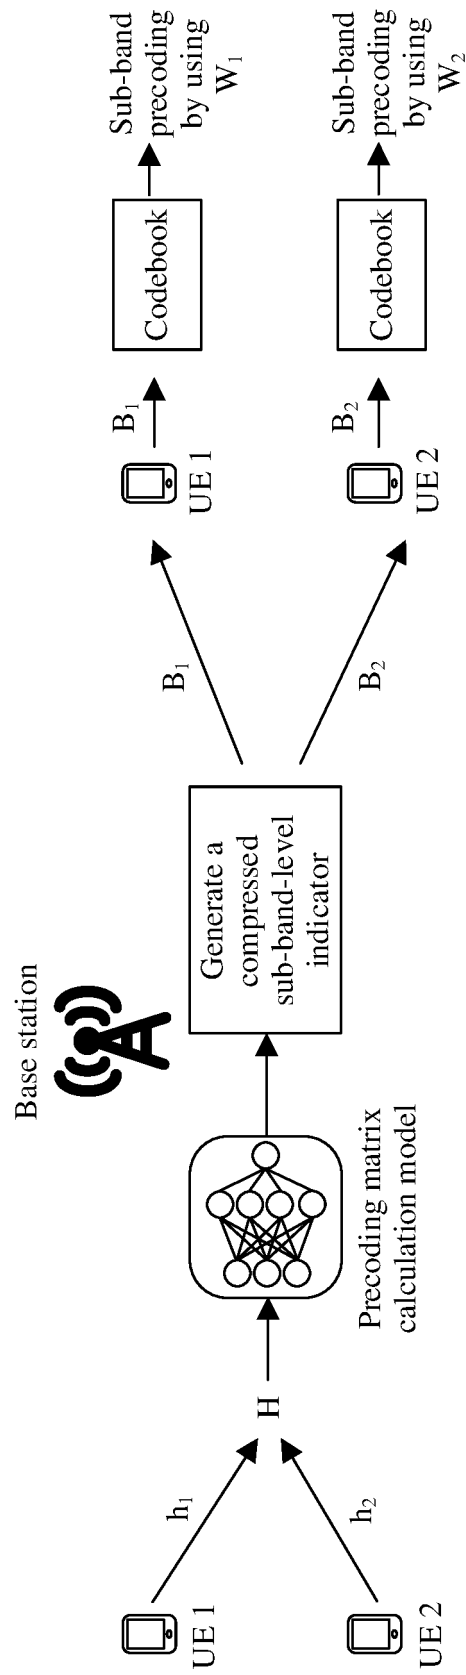 Base station
UE 1
h₁
UE 2
h₂
H
Precoding matrix
calculation model
Generate a
compressed
sub-band-level
indicator
B₁
B₂
UE 1
B₁
Codebook
Sub-band
precoding
by using
W₁
UE 2
B₂
Codebook
Sub-band
precoding
by using
W₂